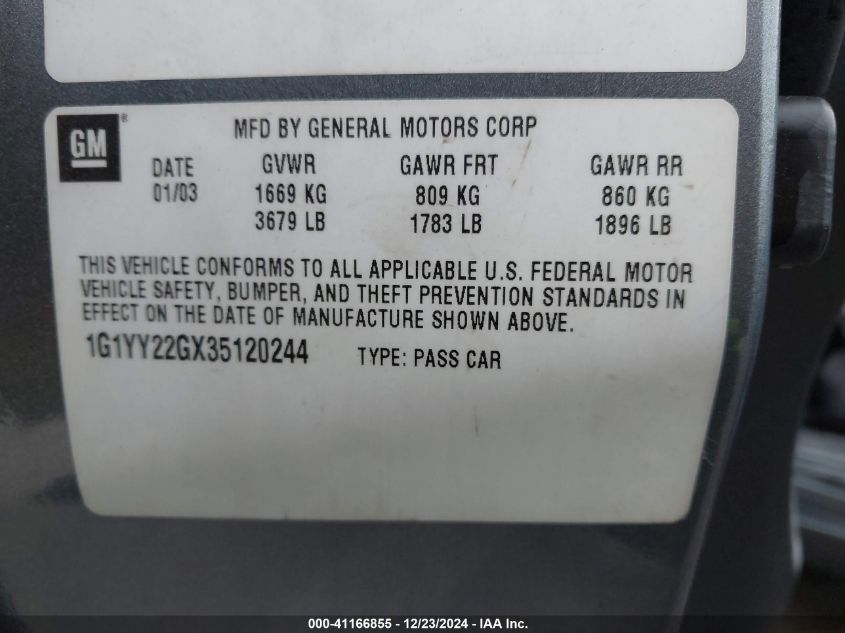 GM®
MFD BY GENERAL MOTORS CORP
DATE GVWR GAWR FRT GAWR RR
01/03 1669 KG 809 KG 860 KG
3679 LB 1783 LB 1896 LB
THIS VEHICLE CONFORMS TO ALL APPLICABLE U.S. FEDERAL MOTOR
VEHICLE SAFETY, BUMPER, AND THEFT PREVENTION STANDARDS IN
EFFECT ON THE DATE OF MANUFACTURE SHOWN ABOVE.
1G1YY22GX35120244 TYPE: PASS CAR
000-41166855 - 12/23/2024 - IAA Inc.